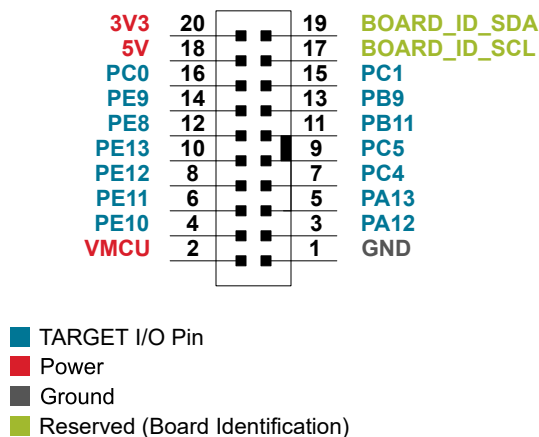 3V3 20 19 BOARD_ID_SDA
5V 18 17 BOARD_ID_SCL
PC0 16 15 PC1
PE9 14 13 PB9
PE8 12 11 PB11
PE13 10 9 PC5
PE12 8 7 PC4
PE11 6 5 PA13
PE10 4 3 PA12
VMCU 2 1 GND
TARGET I/O Pin
Power
Ground
Reserved (Board Identification)